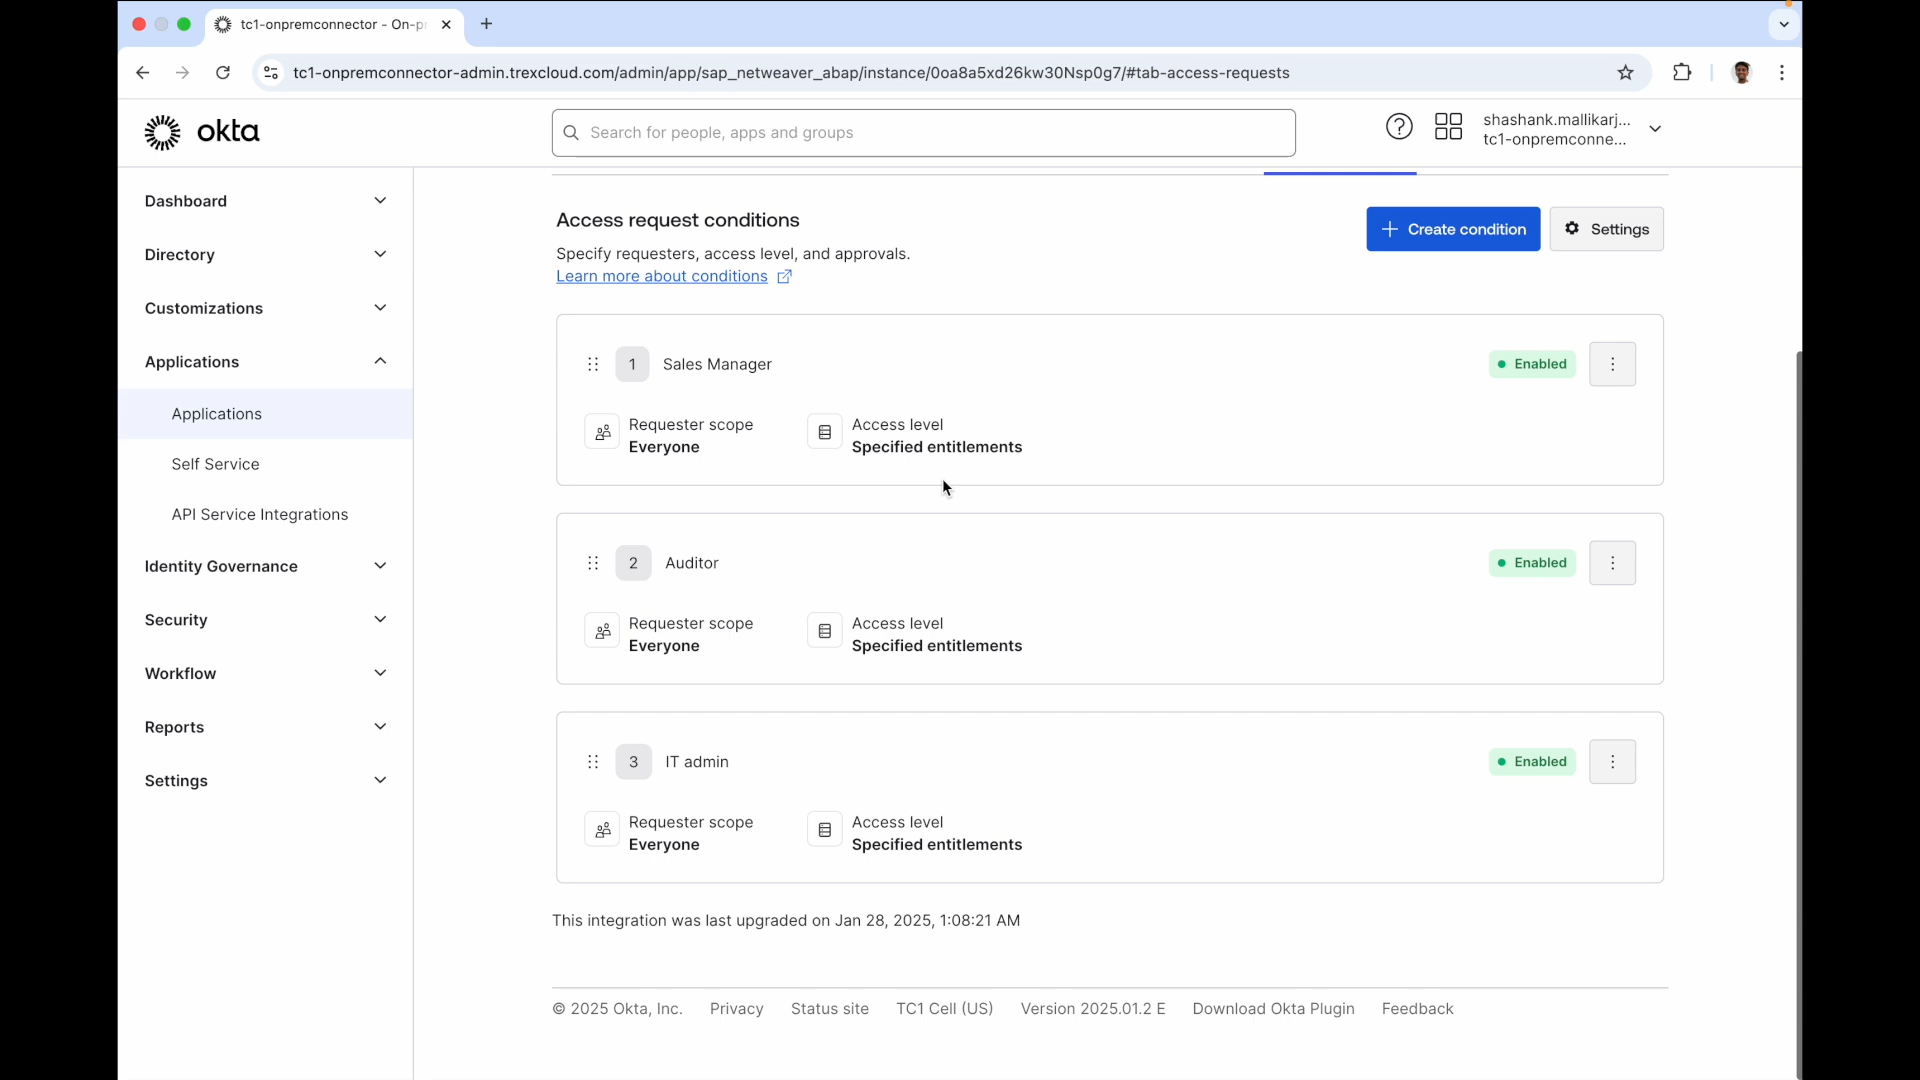 tc1-onpremconnector - On-pr
tc1-onpremconnector-admin.trexcloud.com/admin/app/sap_netweaver_abap/instance/0oa8a5xd26kw30Nsp0g7/#tab-access-requests
okta
Search for people, apps and groups
shashank.mallikarj...
tc1-onpremconne...
Dashboard
Directory
Customizations
Applications
Applications
Self Service
API Service Integrations
Identity Governance
Security
Workflow
Reports
Settings
Access request conditions
Specify requesters, access level, and approvals.
Learn more about conditions
Create condition
Settings
1 Sales Manager
Enabled
Requester scope
Everyone
Access level
Specified entitlements
2 Auditor
Enabled
Requester scope
Everyone
Access level
Specified entitlements
3 IT admin
Enabled
Requester scope
Everyone
Access level
Specified entitlements
This integration was last upgraded on Jan 28, 2025, 1:08:21 AM
© 2025 Okta, Inc. Privacy Status site TC1 Cell (US) Version 2025.01.2 E Download Okta Plugin Feedback